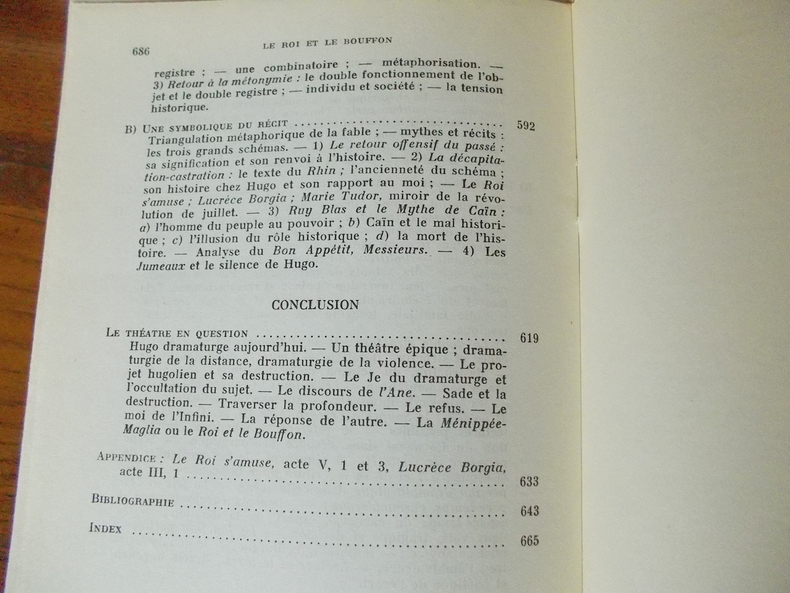 686
LE ROI ET LE BOUFFON
registre ; — une combinatoire ; — métaphorisation. —
3) Retour à la métonymie : le double fonctionnement de l'ob-
jet et le double registre ; — individu et société ; — la tension
historique.
B) UNE SYMBOLIQUE DU RÉCIT .......................... 592
Triangulation métaphorique de la fable ; — mythes et récits :
les trois grands schémas. — 1) Le retour offensif du passé :
sa signification et son renvoi à l'histoire. — 2) La décapita-
tion-castration : le texte du Rhin ; l'ancienneté du schéma ;
son histoire chez Hugo et son rapport au moi ; — Le Roi
s'amuse ; Lucrèce Borgia ; Marie Tudor, miroir de la révo-
lution de juillet. — 3) Ruy Blas et le Mythe de Caïn :
a) l'homme du peuple au pouvoir ; b) Caïn et le mal histori-
que ; c) l'illusion du rôle historique ; d) la mort de l'his-
toire. — Analyse du Bon Appétit, Messieurs. — 4) Les
Jumeaux et le silence de Hugo.
CONCLUSION
LE THÉATRE EN QUESTION .................................. 619
Hugo dramaturge aujourd'hui. — Un théâtre épique ; drama-
turgie de la distance, dramaturgie de la violence. — Le pro-
jet hugolien et sa destruction. — Le Je du dramaturge et
l'occultation du sujet. — Le discours de l'Ane. — Sade et la
destruction. — Traverser la profondeur. — Le refus. — Le
moi de l'Infini. — La réponse de l'autre. — La Ménippée-
Maglia ou le Roi et le Bouffon.
APPENDICE : Le Roi s'amuse, acte V, 1 et 3, Lucrèce Borgia,
acte III, 1 ............................................. 633
BIBLIOGRAPHIE ............................................. 643
INDEX .................................................... 665